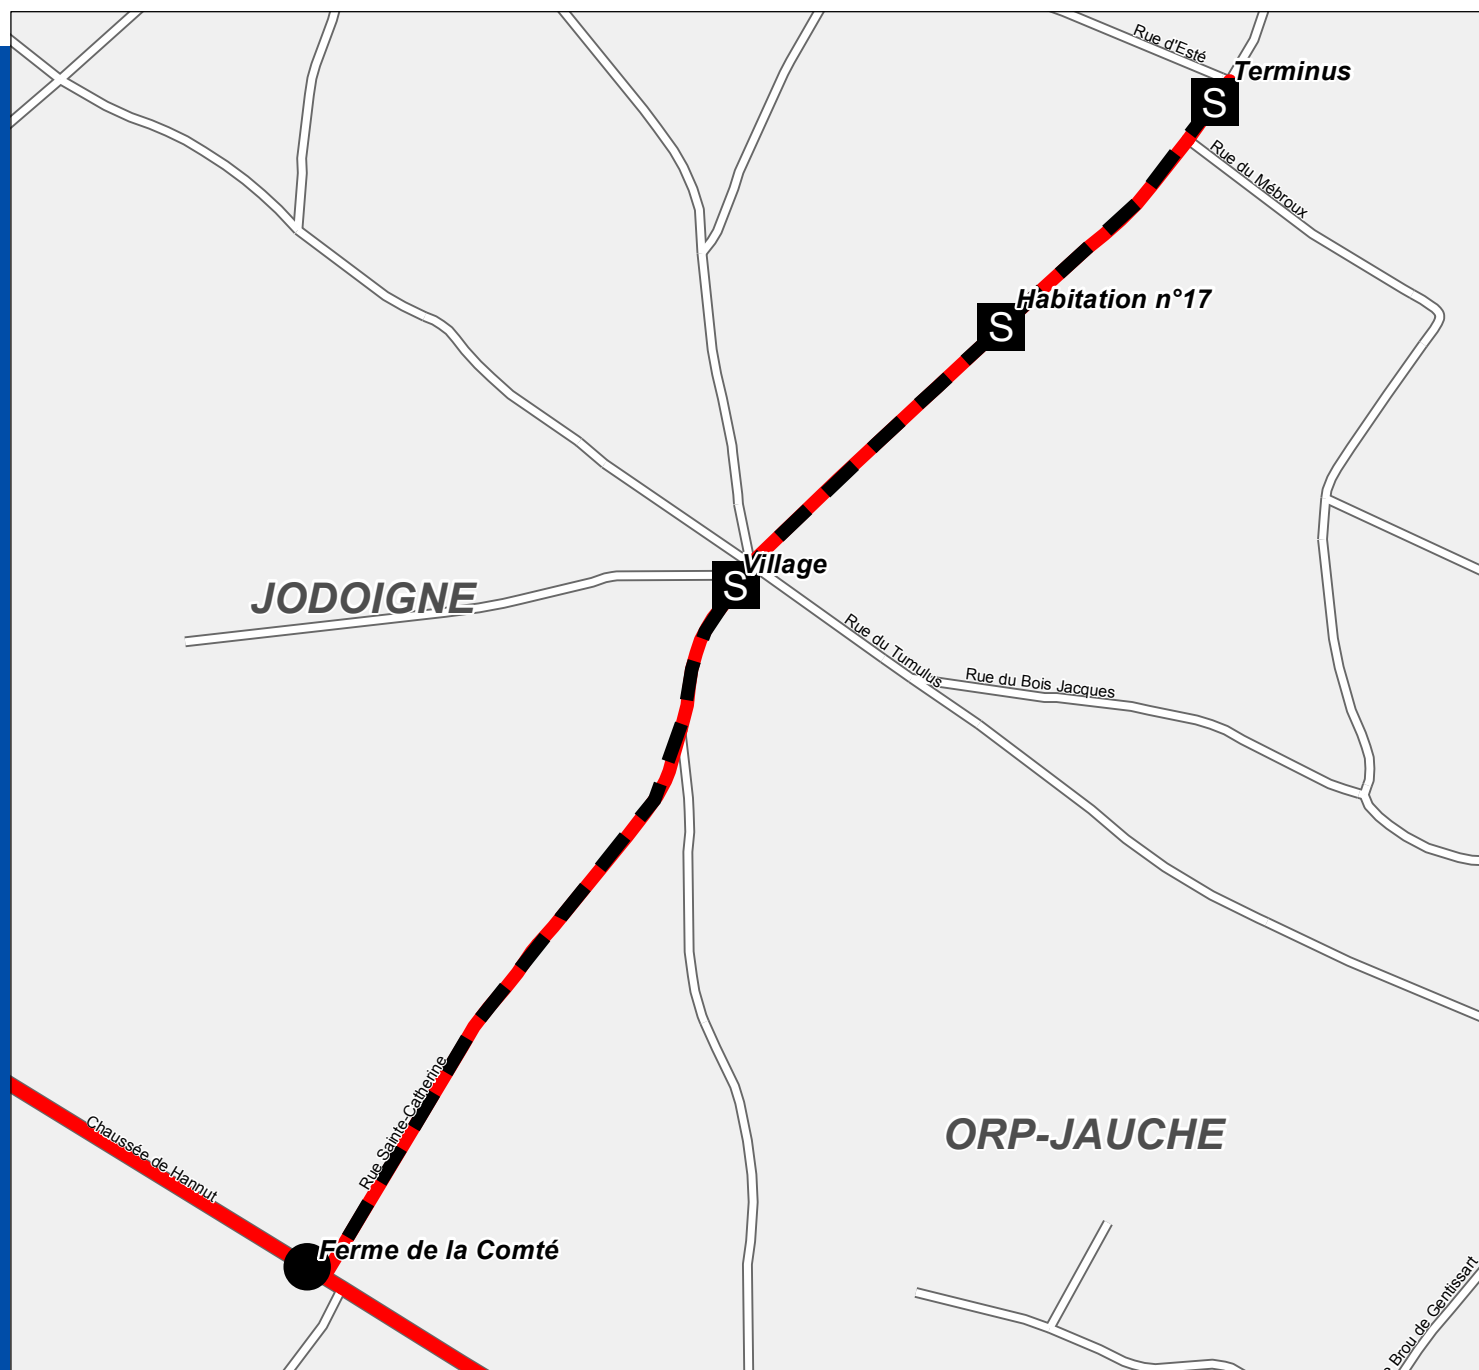 Rue d'Esté
Terminus
S
Rue du Mébroux
Habitation n°17
S
Village
S
JODOIGNE
Rue du Tumulus
Rue du Bois Jacques
Rue Sainte-Catherine
Chaussée de Hannut
ORP-JAUCHE
Ferme de la Comté
Brou de Gentissart